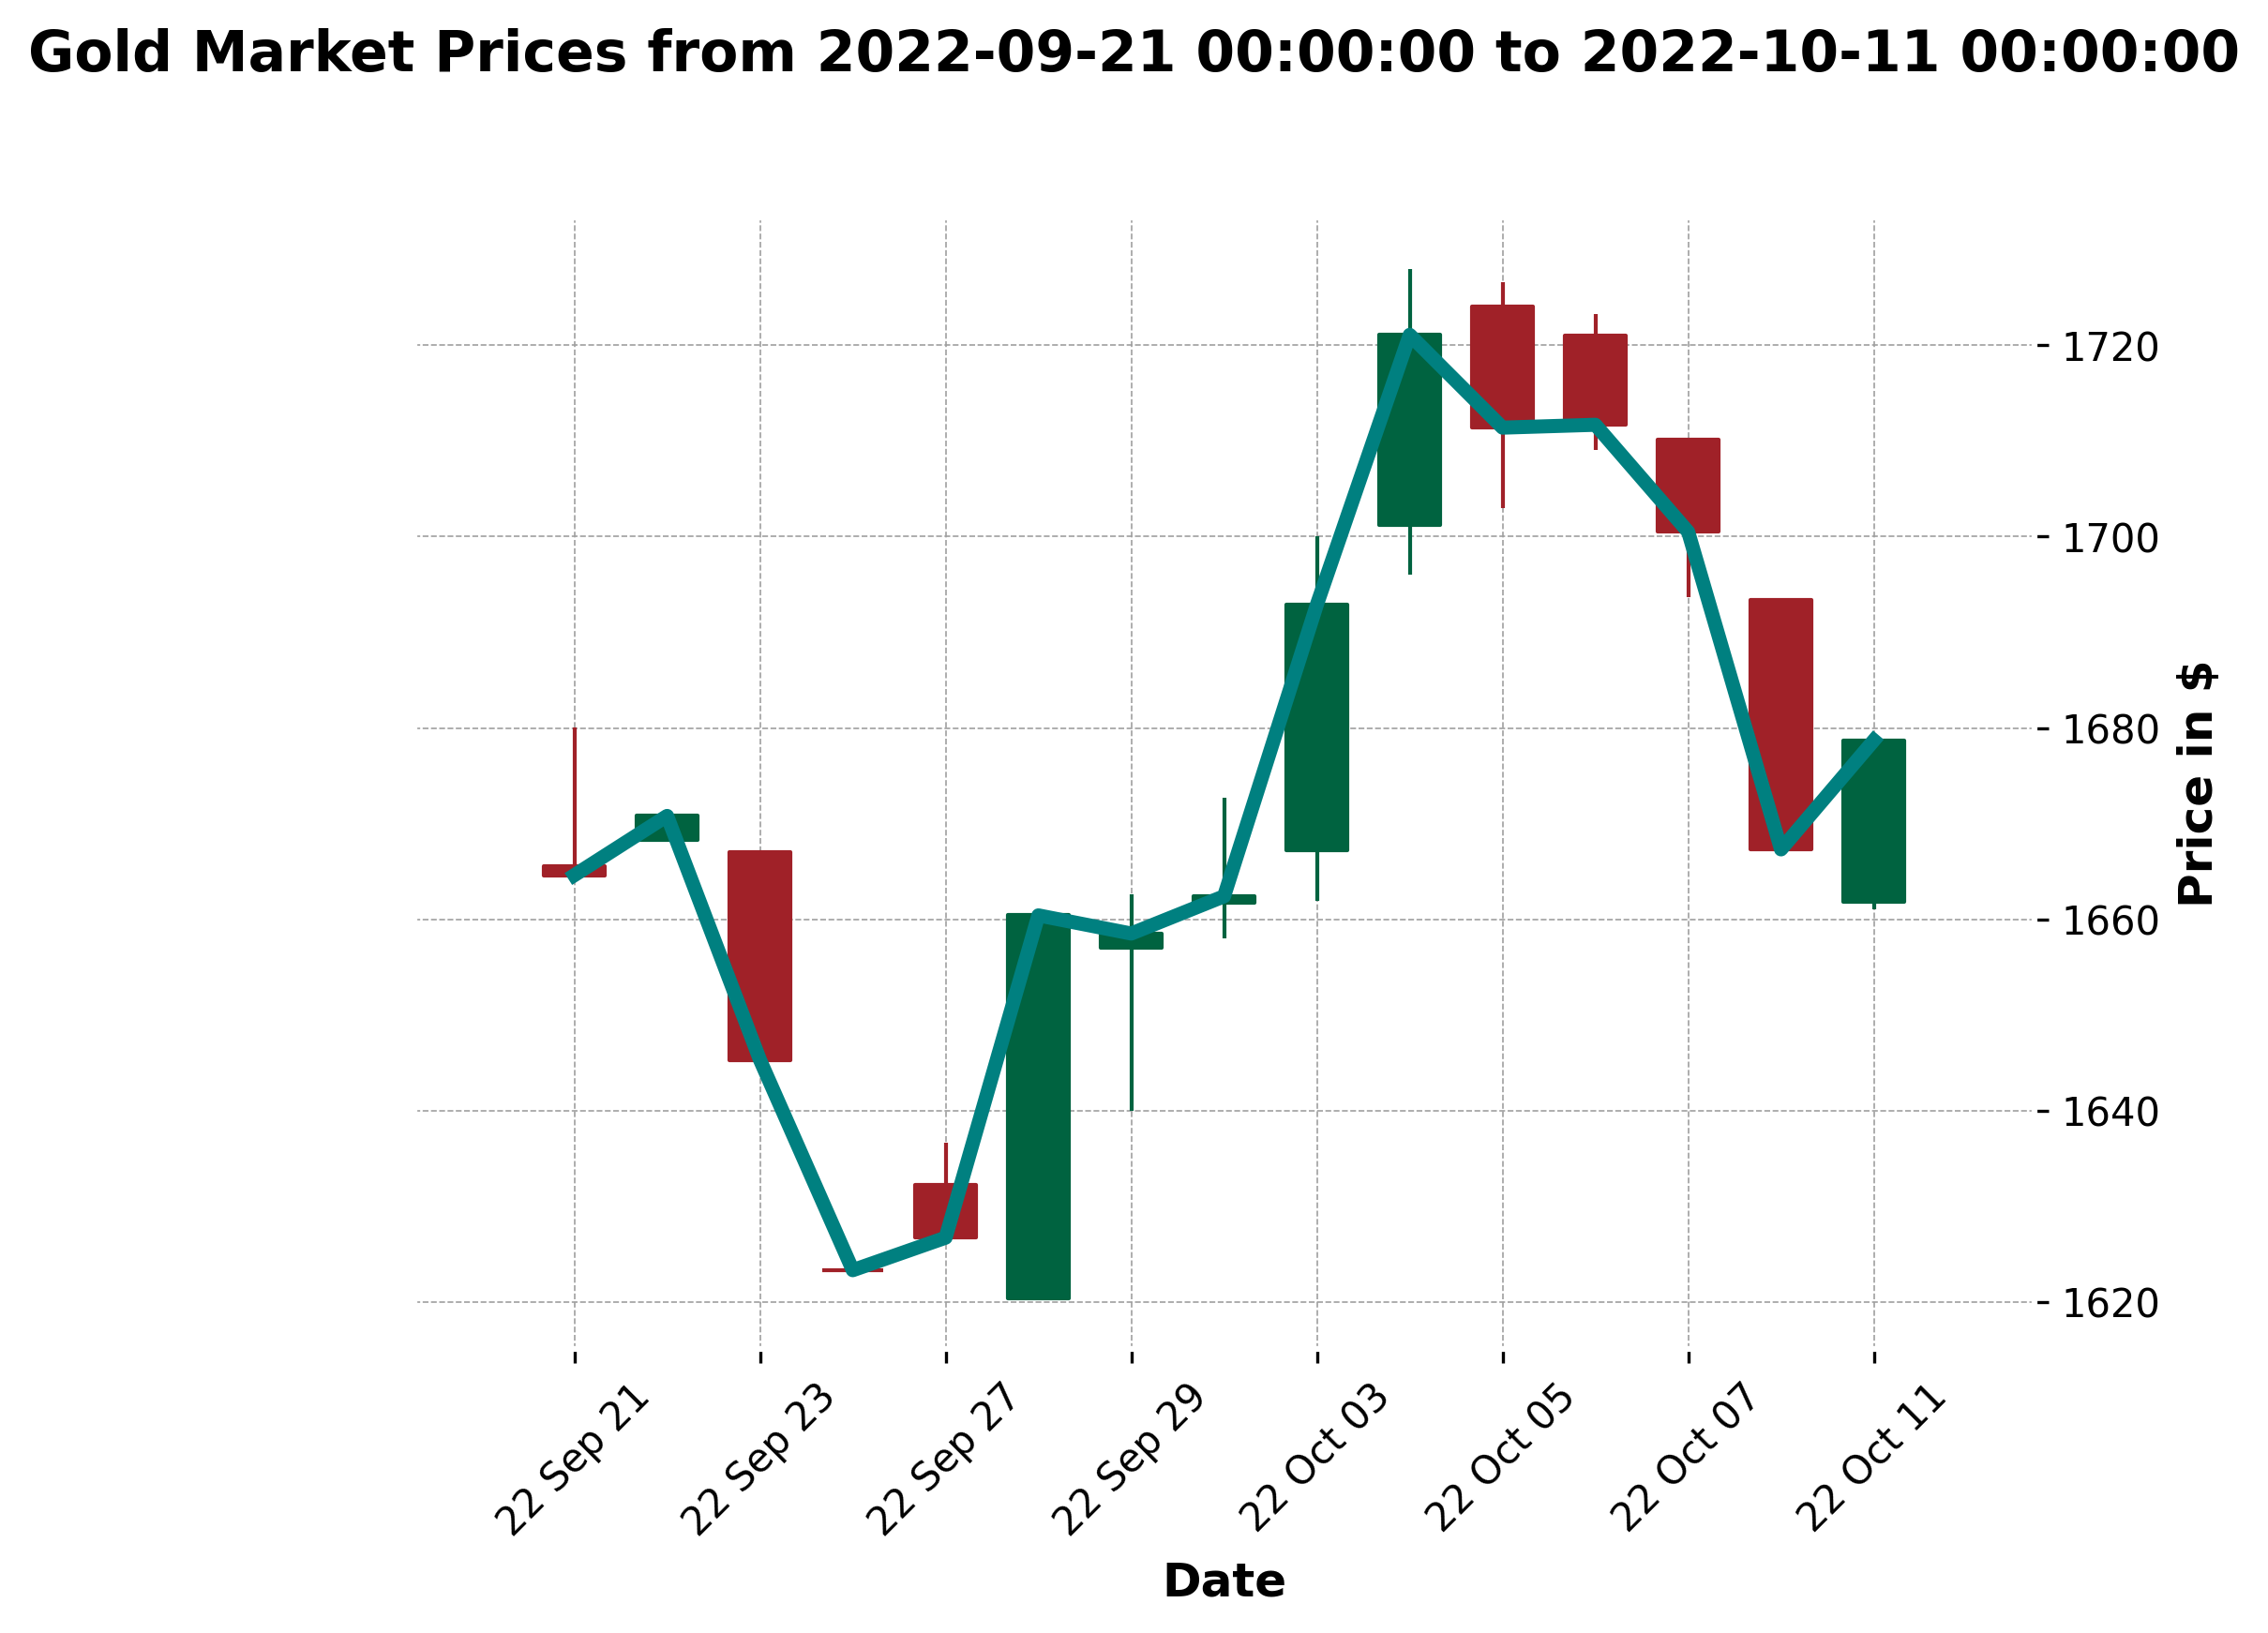 Gold Market Prices from 2022-09-21 00:00:00 to 2022-10-11 00:00:00
1720
1700
1680
1660
1640
1620
Price in $
22 Sep 21
22 Sep 23
22 Sep 27
22 Sep 29
22 Oct 03
22 Oct 05
22 Oct 07
22 Oct 11
Date